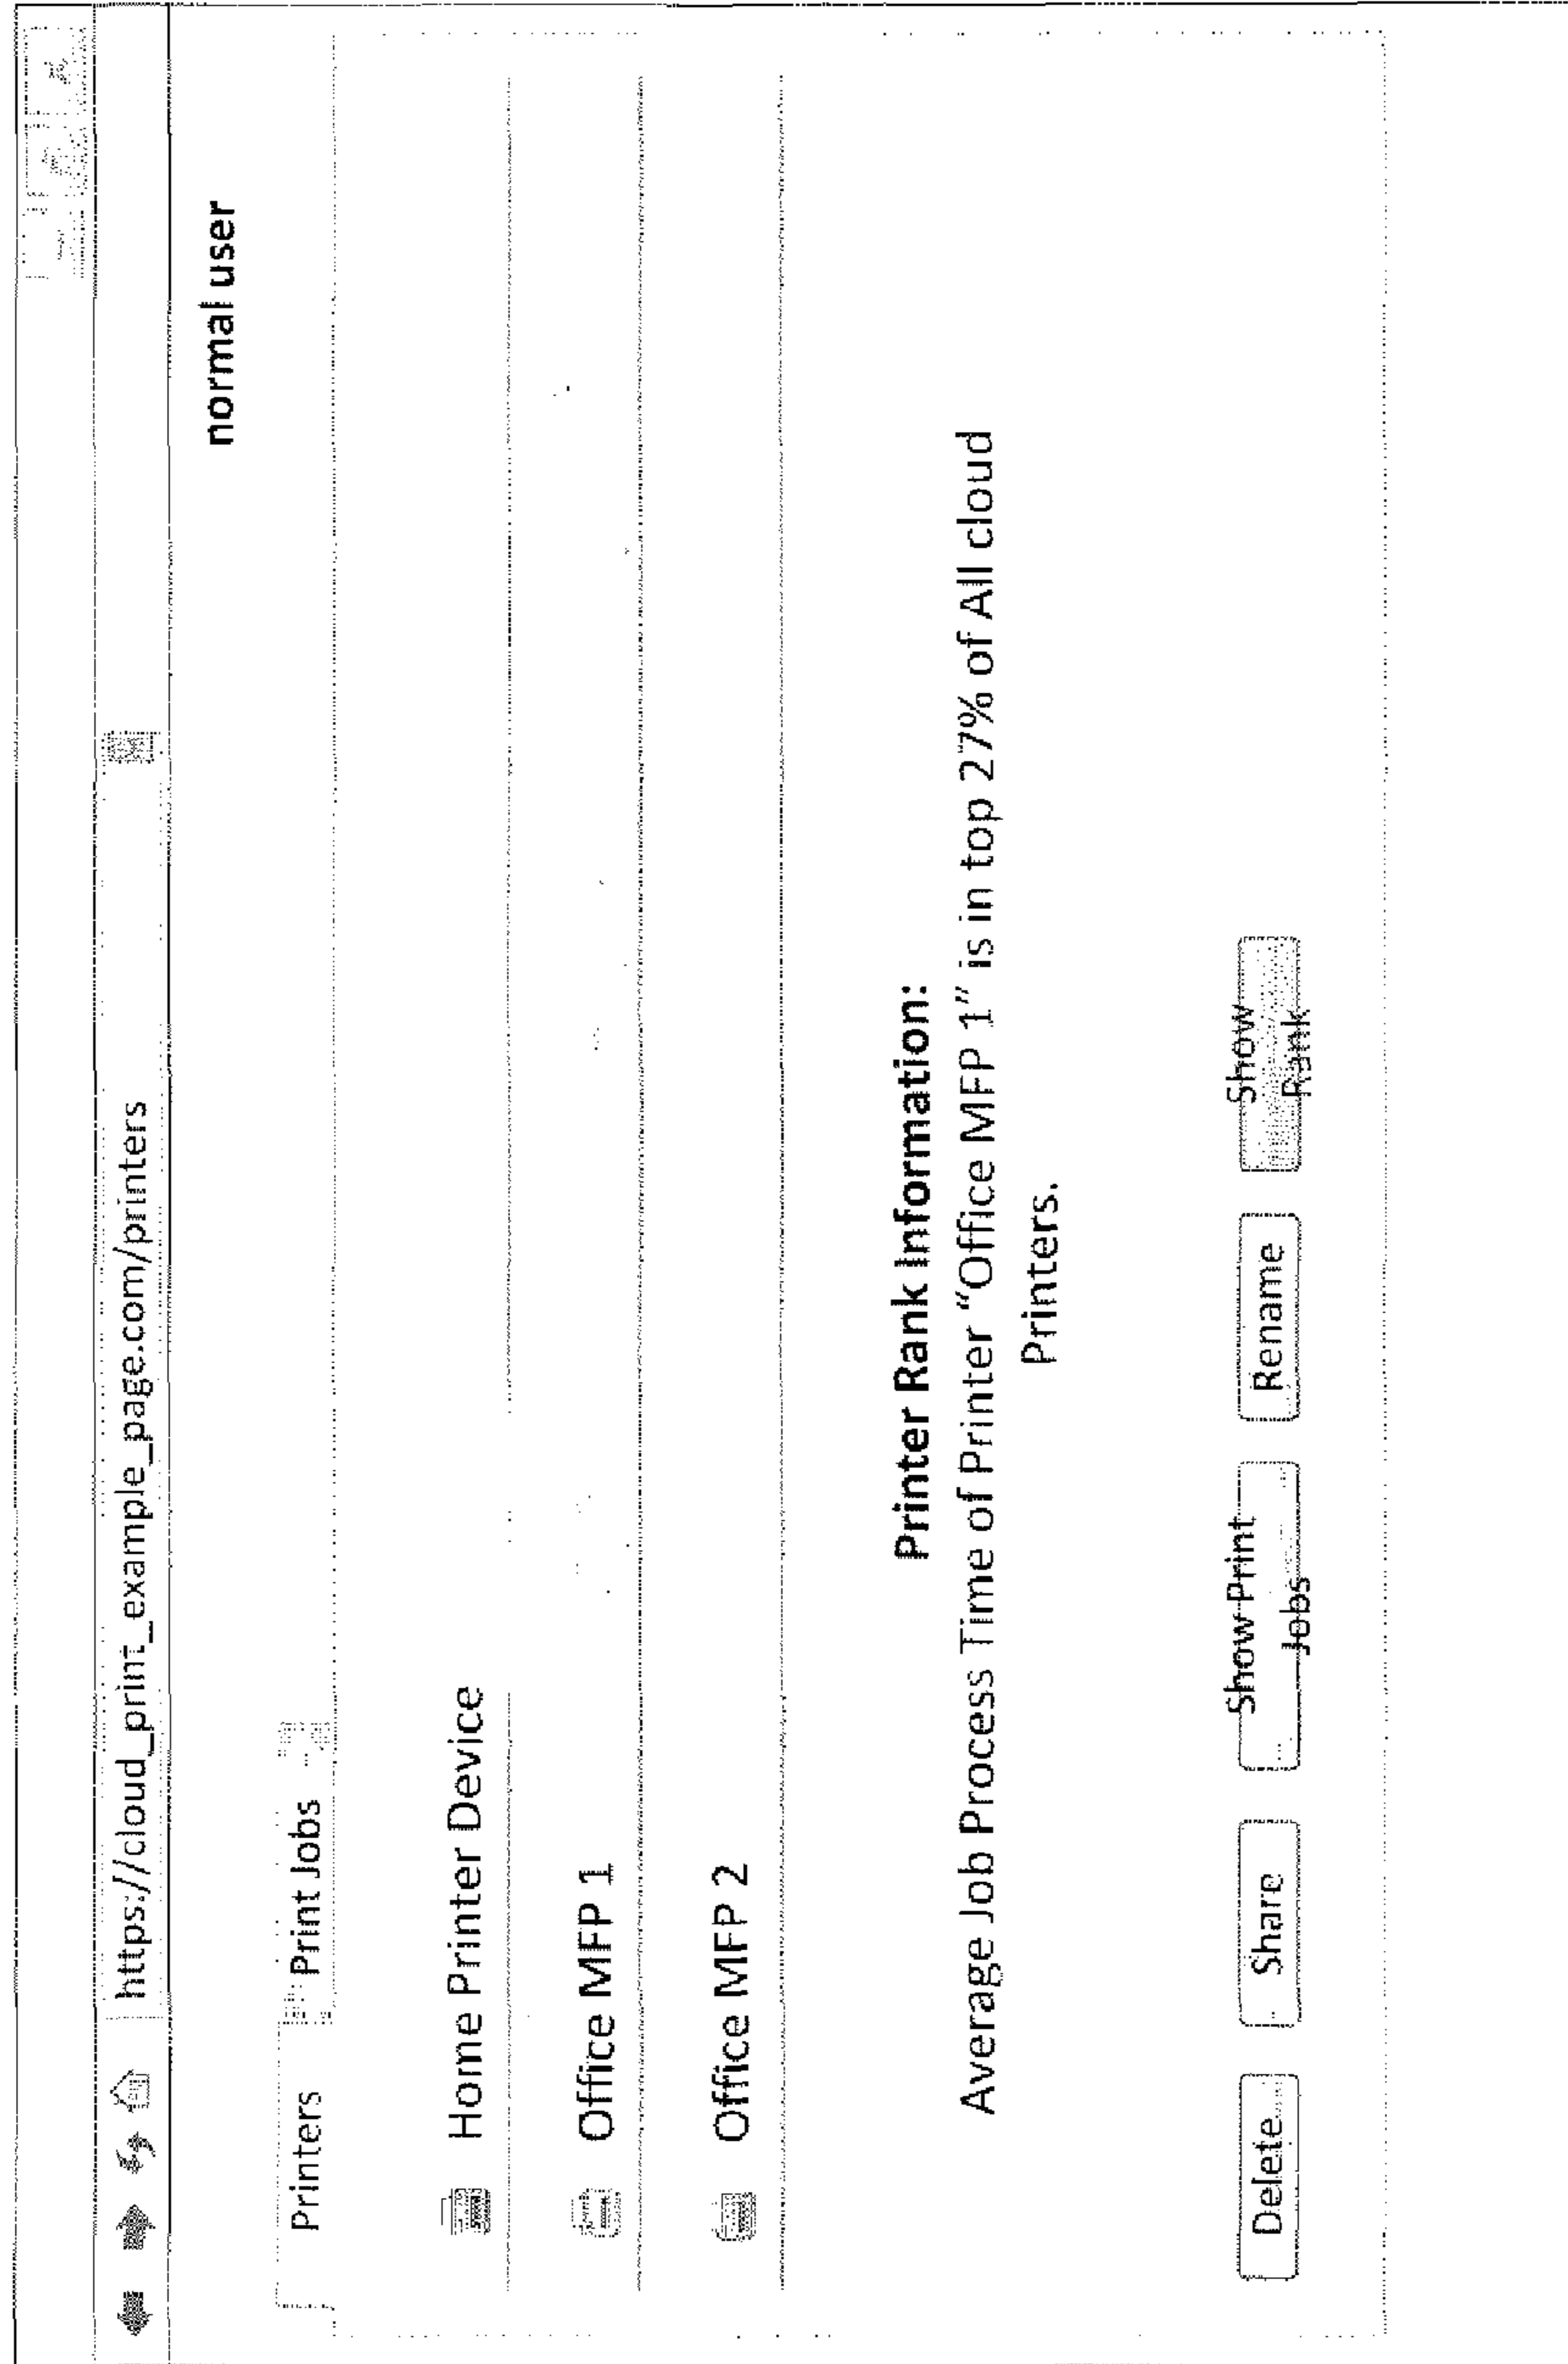 https://cloud_print_example_page.com/printers
normal user
Printers
Print Jobs
Home Printer Device
Office MFP 1
Office MFP 2
Printer Rank Information:
Average Job Process Time of Printer “Office MFP 1” is in top 27% of All cloud
Printers.
Delete
Share
Show Print
Jobs
Rename
Show
Rank